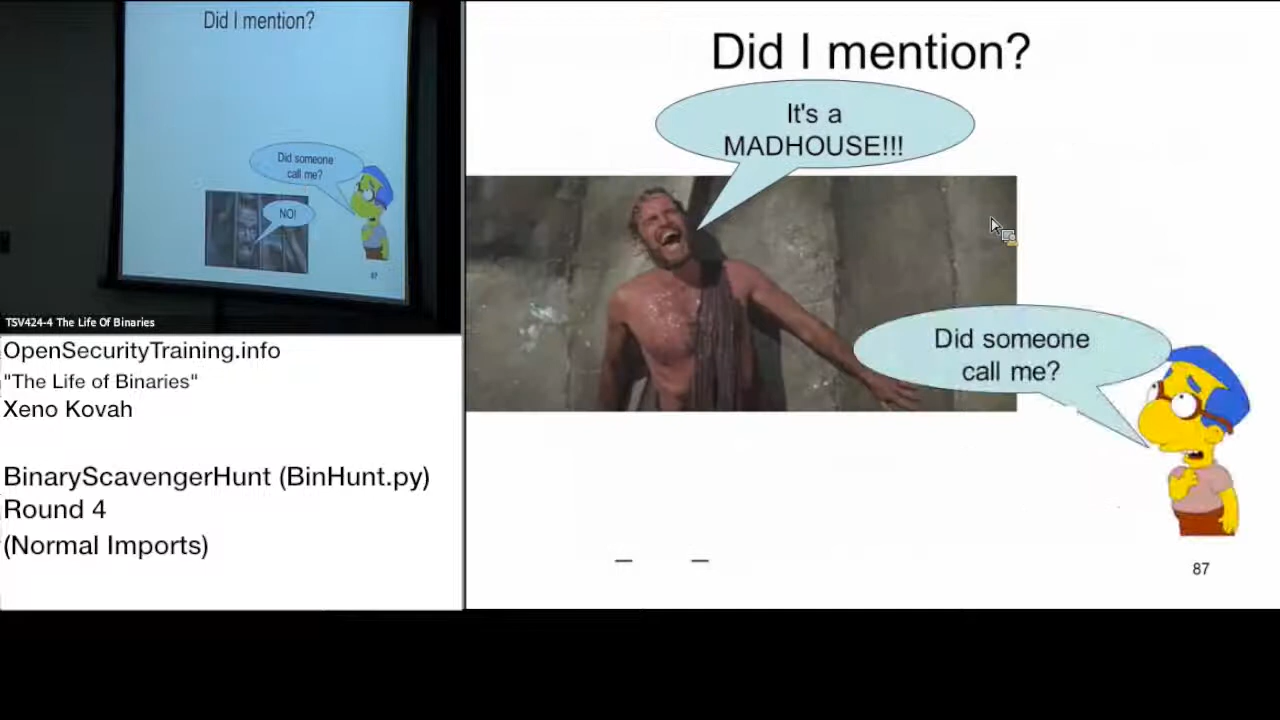 Did I mention?
Did someone
call me?
NO!
87
TSV424-4 The Life Of Binaries
OpenSecurityTraining.info
"The Life of Binaries"
Xeno Kovah
BinaryScavengerHunt (BinHunt.py)
Round 4
(Normal Imports)
Did I mention?
It's a
MADHOUSE!!!
Did someone
call me?
87